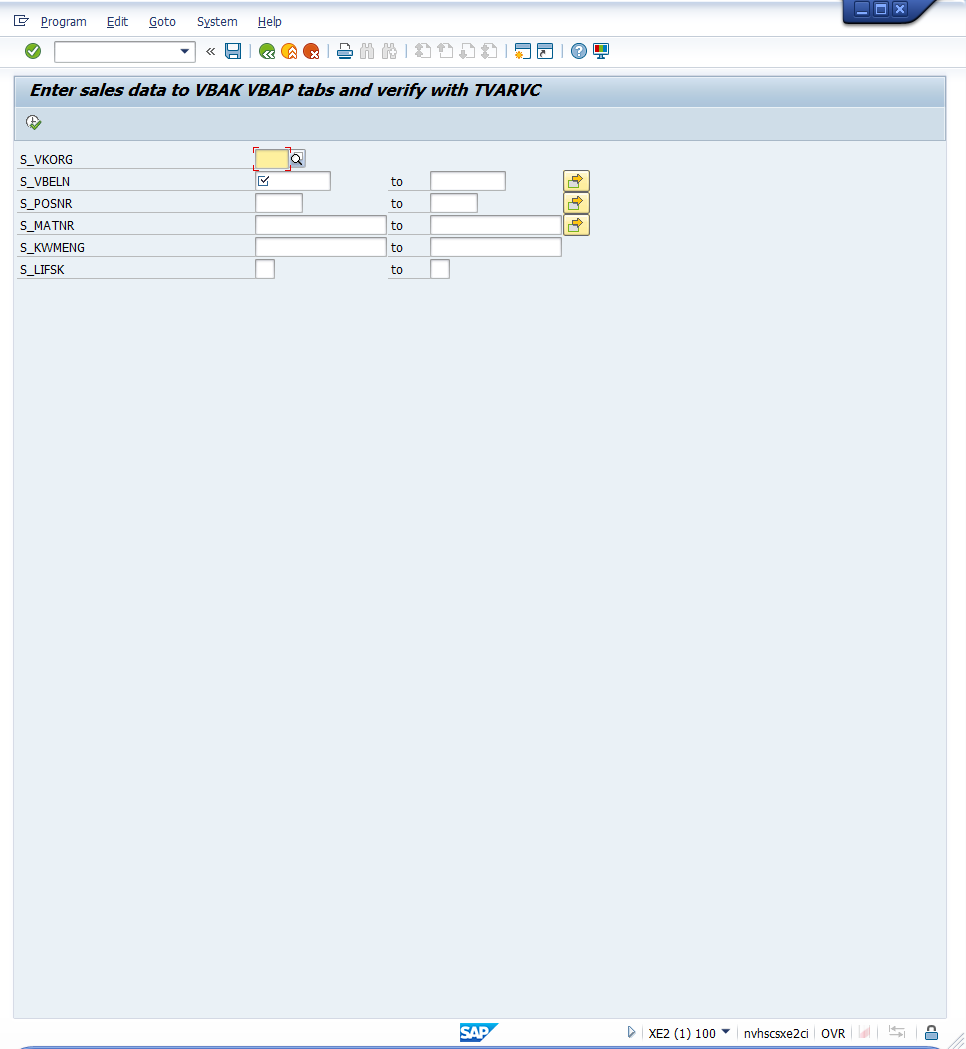 Program Edit Goto System Help
Enter sales data to VBAK VBAP tabs and verify with TVARVC
S_VKORG
S_VBELN to
S_POSNR to
S_MATNR to
S_KWMENG to
S_LIFSK to
SAP XE2 (1) 100 nvhscsxe2ci OVR